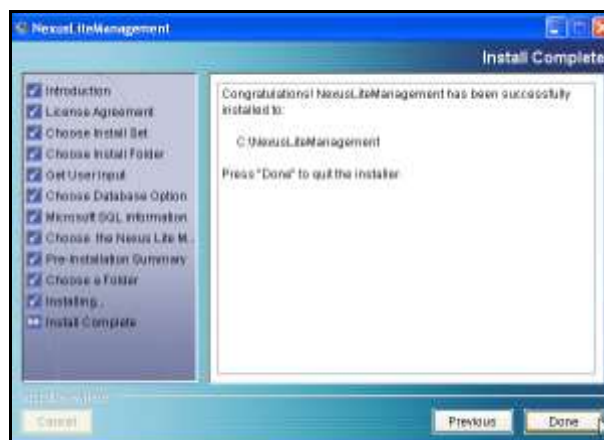 NexusLiteManagement
Install Complete
Introduction
License Agreement
Choose Install Set
Choose Install Folder
Get User Input
Choose Database Option
Microsoft SQL Information
Choose the Nexus Lite M...
Pre-Installation Summary
Choose a Folder
Installing...
Install Complete
Congratulations! NexusLiteManagement has been successfully
installed to:
C:\NexusLiteManagement
Press "Done" to quit the installer.
Cancel
Previous
Done